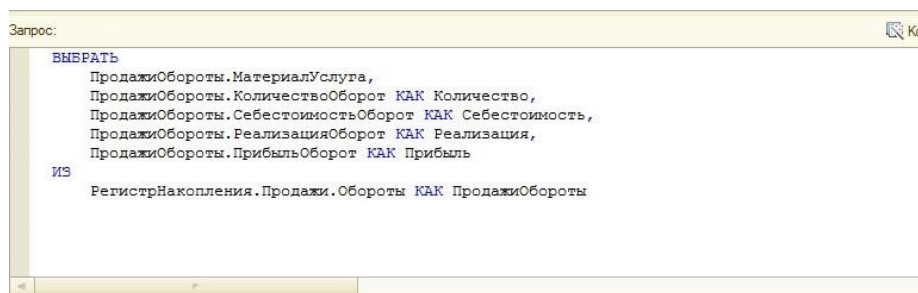 Запрос:
ВЫБРАТЬ
ПродажиОбороты.МатериалУслуга,
ПродажиОбороты.КоличествоОборот КАК Количество,
ПродажиОбороты.СебестоимостьОборот КАК Себестоимость,
ПродажиОбороты.РеализацияОборот КАК Реализация,
ПродажиОбороты.ПрибыльОборот КАК Прибыль
ИЗ
РегистрНакопления.Продажи.Обороты КАК ПродажиОбороты